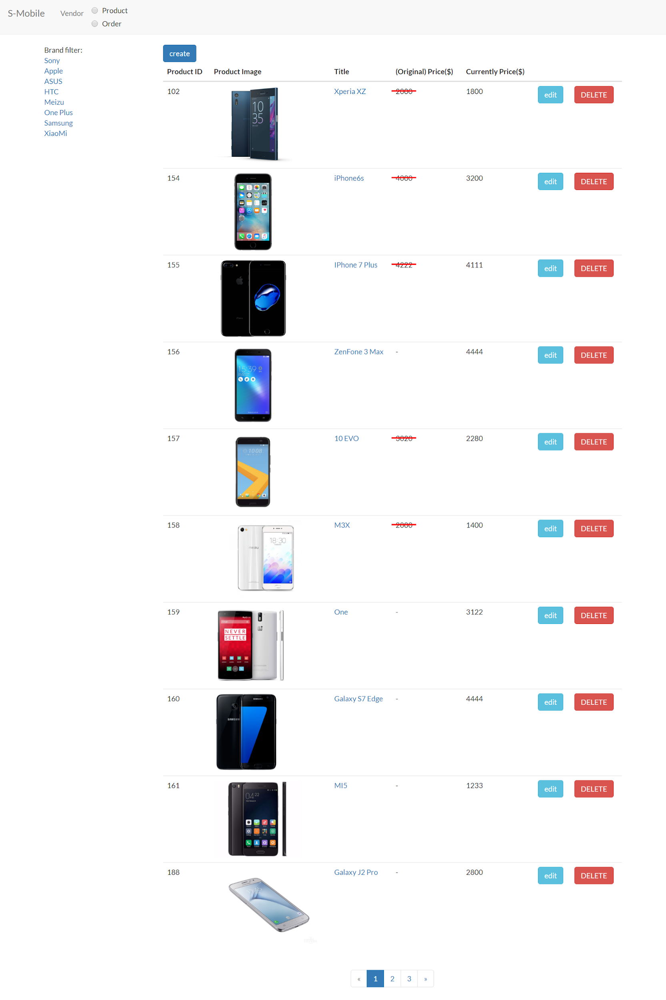 S-Mobile Vendor Product
Order
Brand filter:
Sony
Apple
ASUS
HTC
Meizu
One Plus
Samsung
XiaoMi
create
Product ID Product Image Title (Original) Price($) Currently Price($)
102 Xperia XZ 2000 1800 edit DELETE
10
35
154 iPhone6s 4000 3200 edit DELETE
155 IPhone 7 Plus 4222 4111 edit DELETE
156 ZenFone 3 Max - 4444 edit DELETE
15:39
157 10 EVO 3020 2280 edit DELETE
10:08
158 M3X 2000 1400 edit DELETE
18:30
meizu
159 One - 3122 edit DELETE
NEVER
SETTLE
160 Galaxy S7 Edge - 4444 edit DELETE
SAMSUNG
SAMSUN
161 MI5 - 1233 edit DELETE
04:22
188 Galaxy J2 Pro - 2800 edit DELETE
12:45
« 1 2 3 »